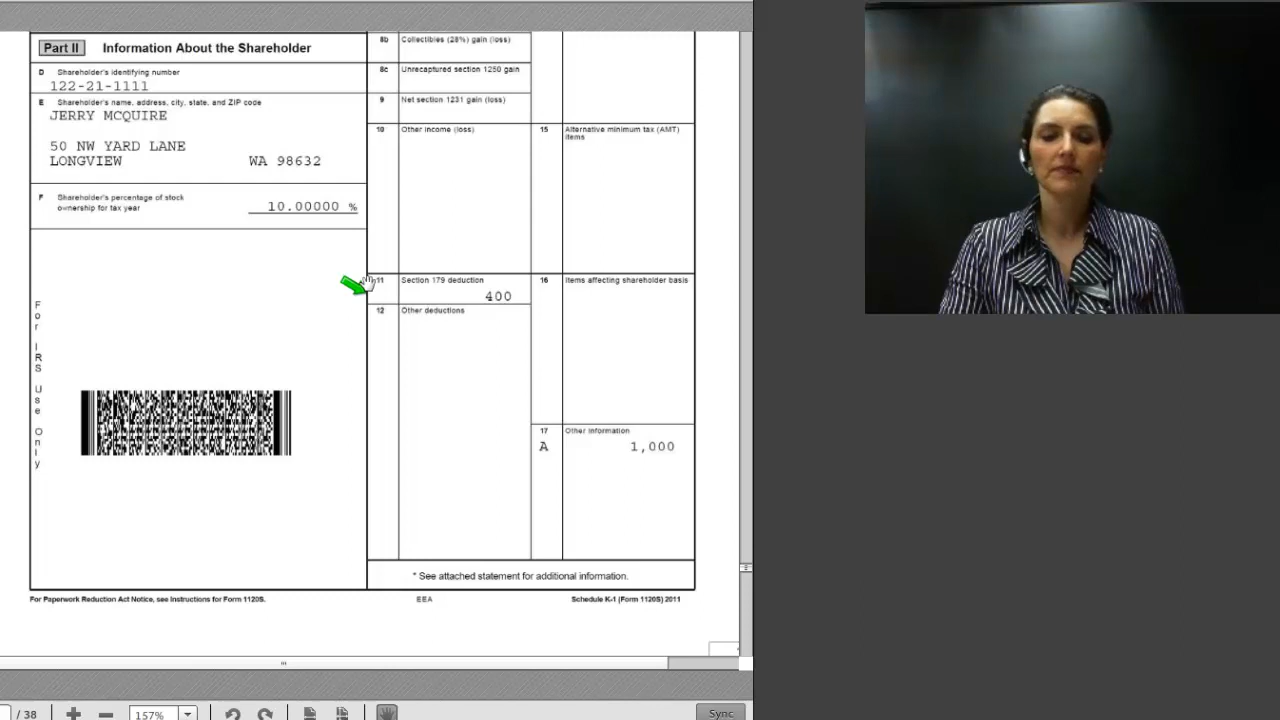 Part II Information About the Shareholder
D Shareholder's identifying number
122-21-1111
E Shareholder's name, address, city, state, and ZIP code
JERRY MCQUIRE
50 NW YARD LANE
LONGVIEW WA 98632
F Shareholder's percentage of stock
ownership for tax year 10.00000 %
For IRS Use Only
8b Collectibles (28%) gain (loss)
8c Unrecaptured section 1250 gain
9 Net section 1231 gain (loss)
10 Other income (loss)
11 Section 179 deduction
400
12 Other deductions
15 Alternative minimum tax (AMT)
items
16 Items affecting shareholder basis
17 Other information
A 1,000
* See attached statement for additional information.
For Paperwork Reduction Act Notice, see Instructions for Form 1120S. EEA Schedule K-1 (Form 1120S) 2011
/ 38 157% Sync